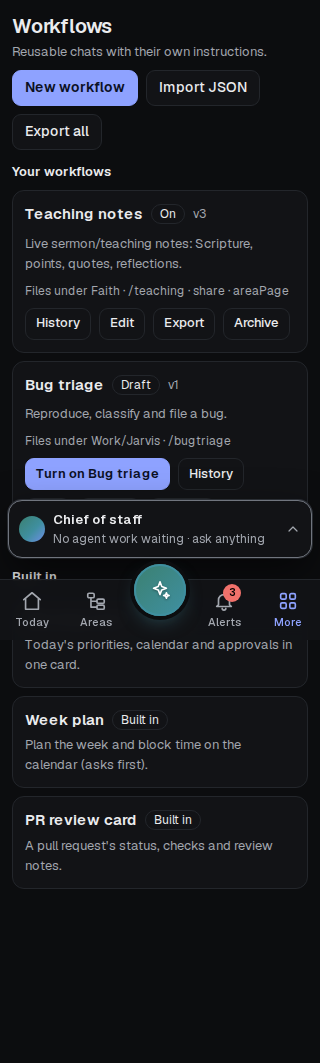 Workflows
Reusable chats with their own instructions.
New workflow
Import JSON
Export all
Your workflows
Teaching notes On v3
Live sermon/teaching notes: Scripture,
points, quotes, reflections.
Files under Faith · /teaching · share · areaPage
History Edit Export Archive
Bug triage Draft v1
Reproduce, classify and file a bug.
Files under Work/Jarvis · /bugtriage
Turn on Bug triage History
Chief of staff
No agent work waiting · ask anything
Built in
3
Today Areas Alerts More
Today's priorities, calendar and approvals in
one card.
Week plan Built in
Plan the week and block time on the
calendar (asks first).
PR review card Built in
A pull request's status, checks and review
notes.